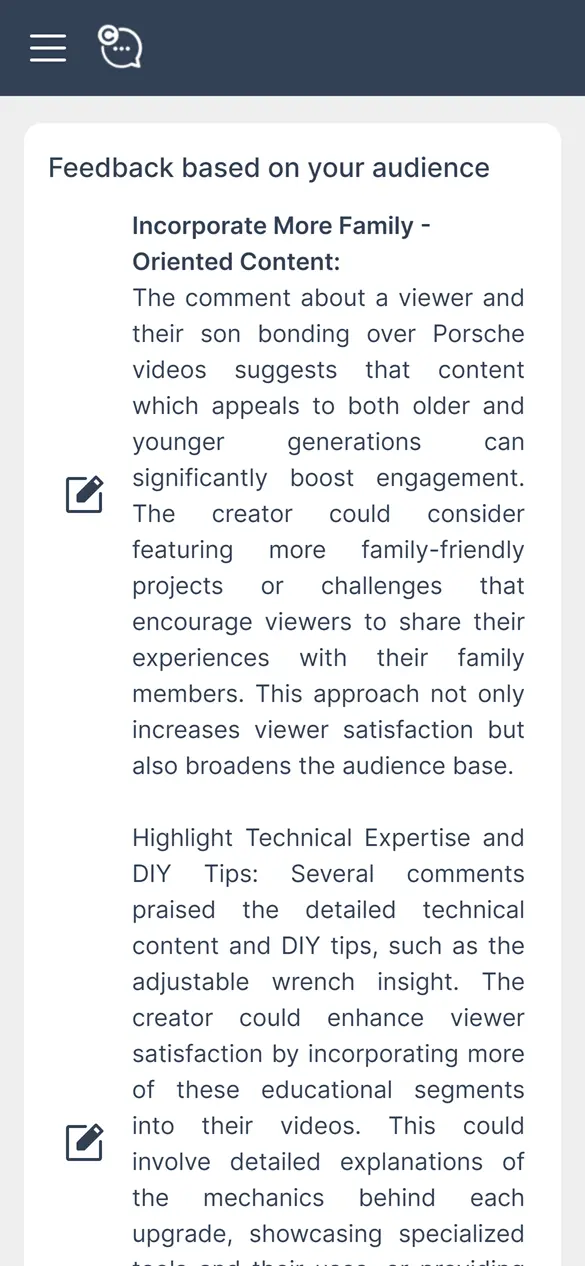 Feedback based on your audience
Incorporate More Family -
Oriented Content:
The comment about a viewer and
their son bonding over Porsche
videos suggests that content
which appeals to both older and
younger generations can
significantly boost engagement.
The creator could consider
featuring more family-friendly
projects or challenges that
encourage viewers to share their
experiences with their family
members. This approach not only
increases viewer satisfaction but
also broadens the audience base.
Highlight Technical Expertise and
DIY Tips: Several comments
praised the detailed technical
content and DIY tips, such as the
adjustable wrench insight. The
creator could enhance viewer
satisfaction by incorporating more
of these educational segments
into their videos. This could
involve detailed explanations of
the mechanics behind each
upgrade, showcasing specialized
tools and their uses, or providing